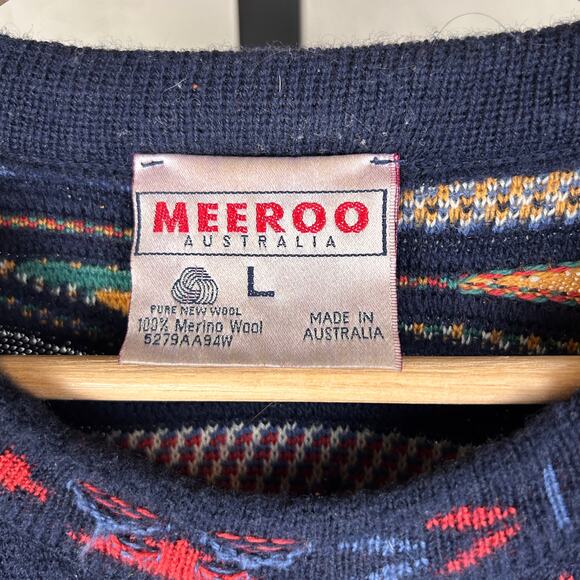 MEEROO
AUSTRALIA
L
PURE NEW WOOL
100% Merino Wool
5279AA94W
MADE IN
AUSTRALIA